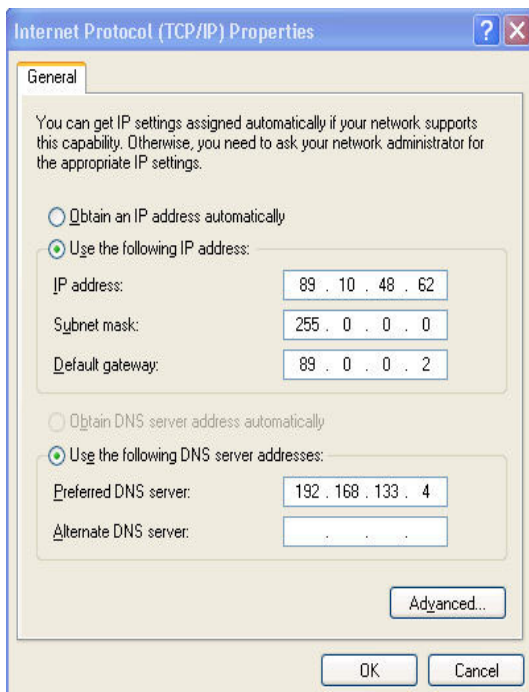 Internet Protocol (TCP/IP) Properties
General
You can get IP settings assigned automatically if your network supports
this capability. Otherwise, you need to ask your network administrator for
the appropriate IP settings.
Obtain an IP address automatically
Use the following IP address:
IP address: 89 . 10 . 48 . 62
Subnet mask: 255 . 0 . 0 . 0
Default gateway: 89 . 0 . 0 . 2
Obtain DNS server address automatically
Use the following DNS server addresses:
Preferred DNS server: 192 . 168 . 133 . 4
Alternate DNS server: . . .
Advanced...
OK Cancel